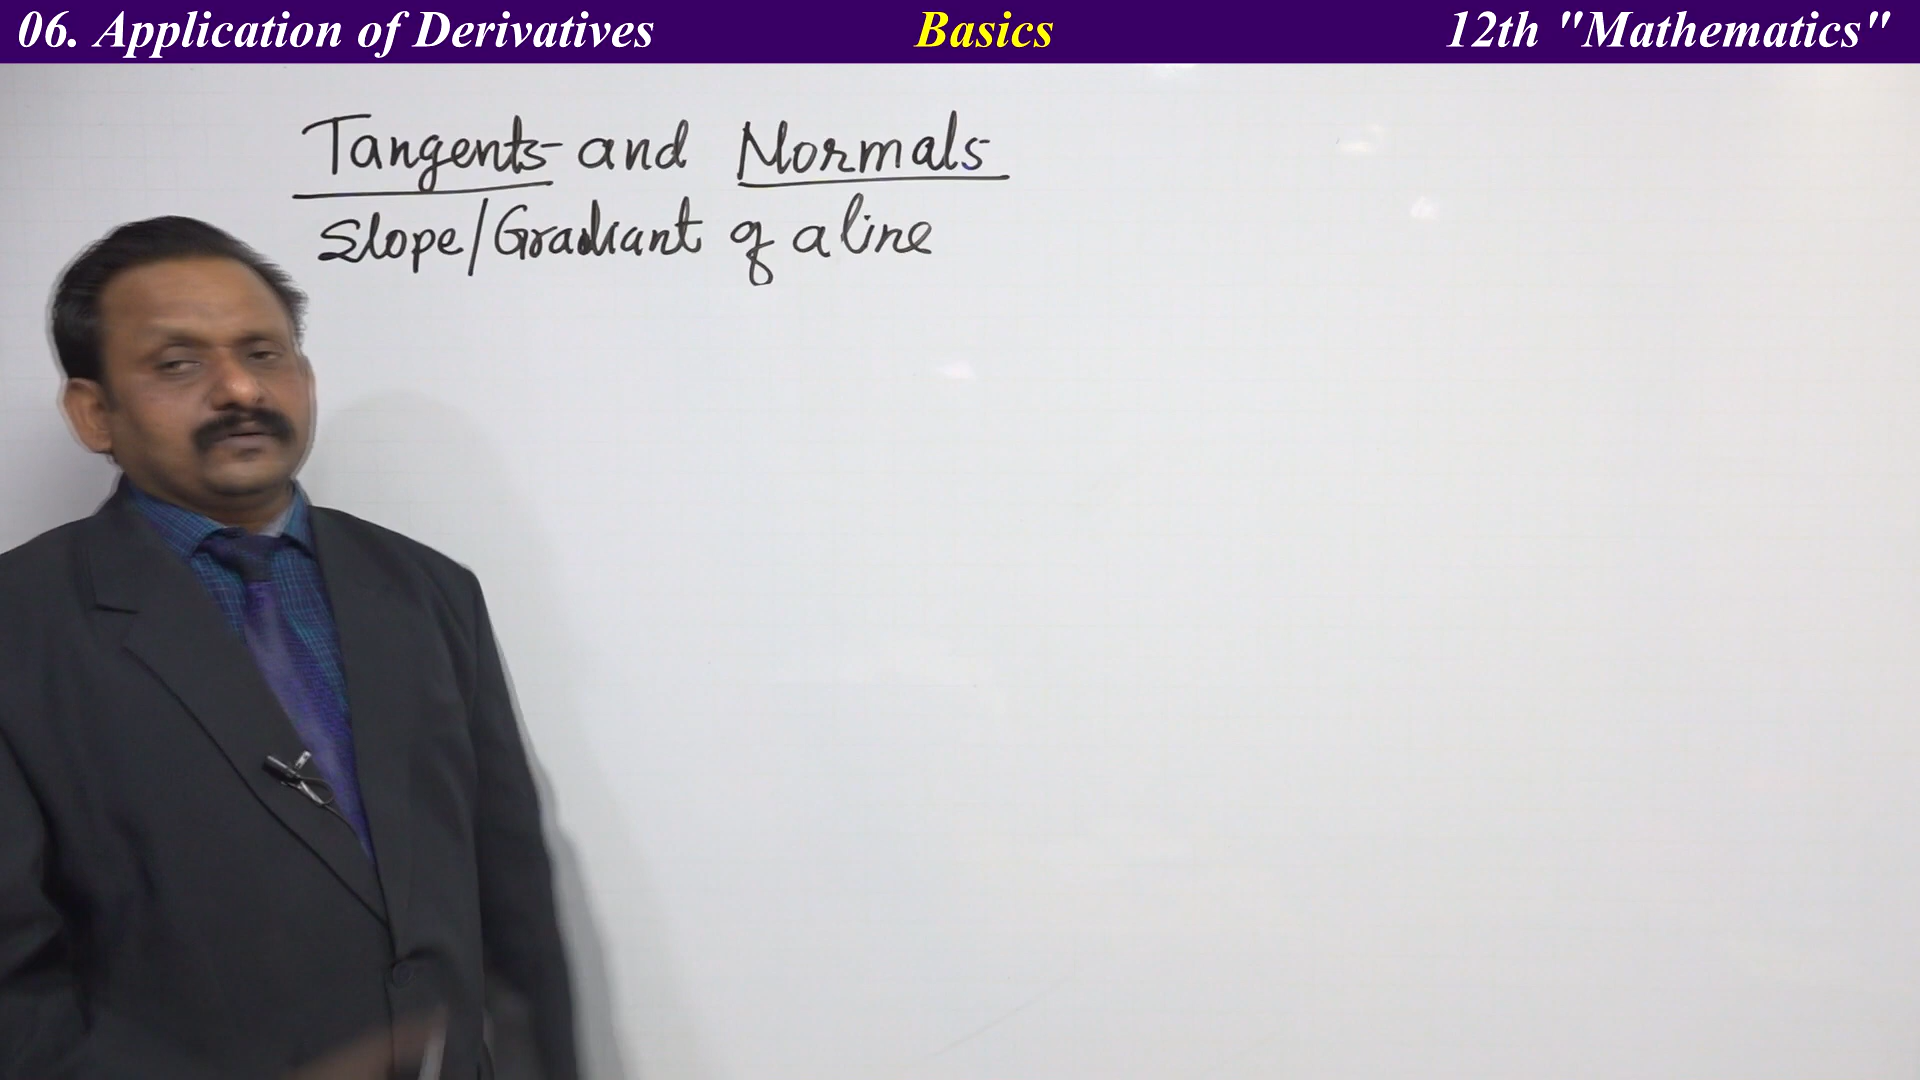 06. Application of Derivatives Basics 12th "Mathematics"
Tangents and Normals
Slope/Gradiant of a line